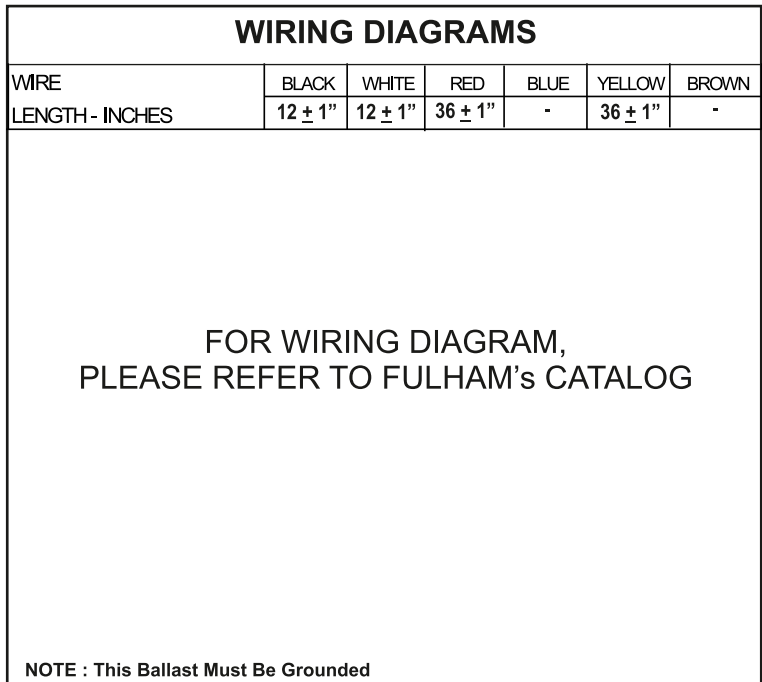 WIRING DIAGRAMS
WIRE BLACK WHITE RED BLUE YELLOW BROWN
LENGTH - INCHES 12 ± 1” 12 ± 1” 36 ± 1” - 36 ± 1” -
FOR WIRING DIAGRAM,
PLEASE REFER TO FULHAM’s CATALOG
NOTE : This Ballast Must Be Grounded